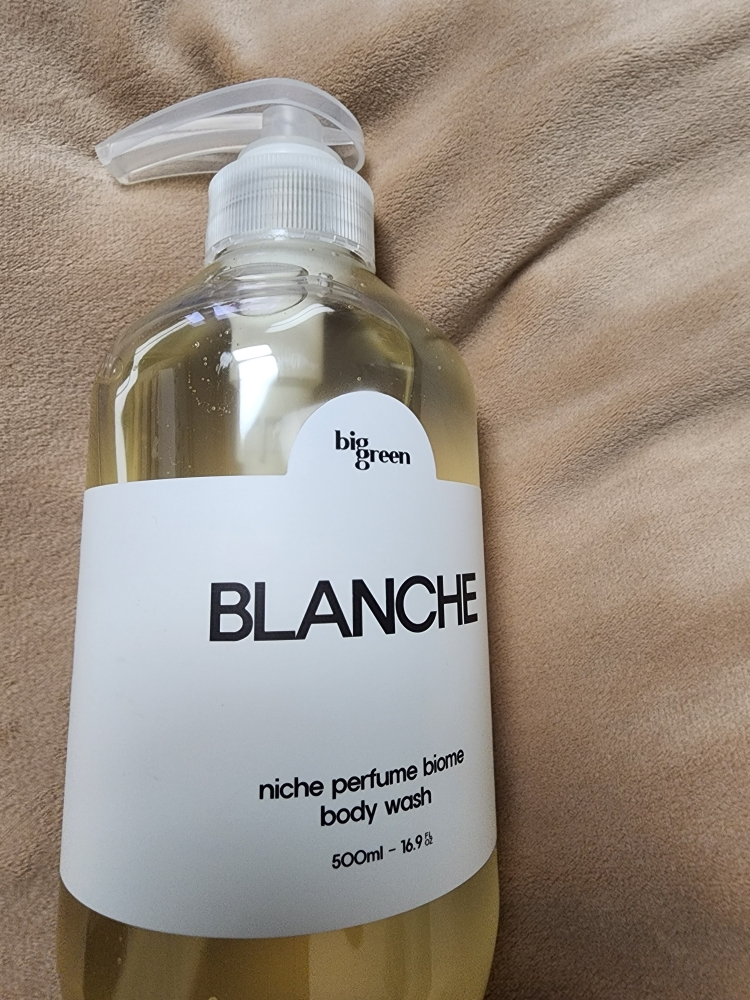 big
green
BLANCHE
niche perfume biome
body wash
500ml - 16.9 FL OZ